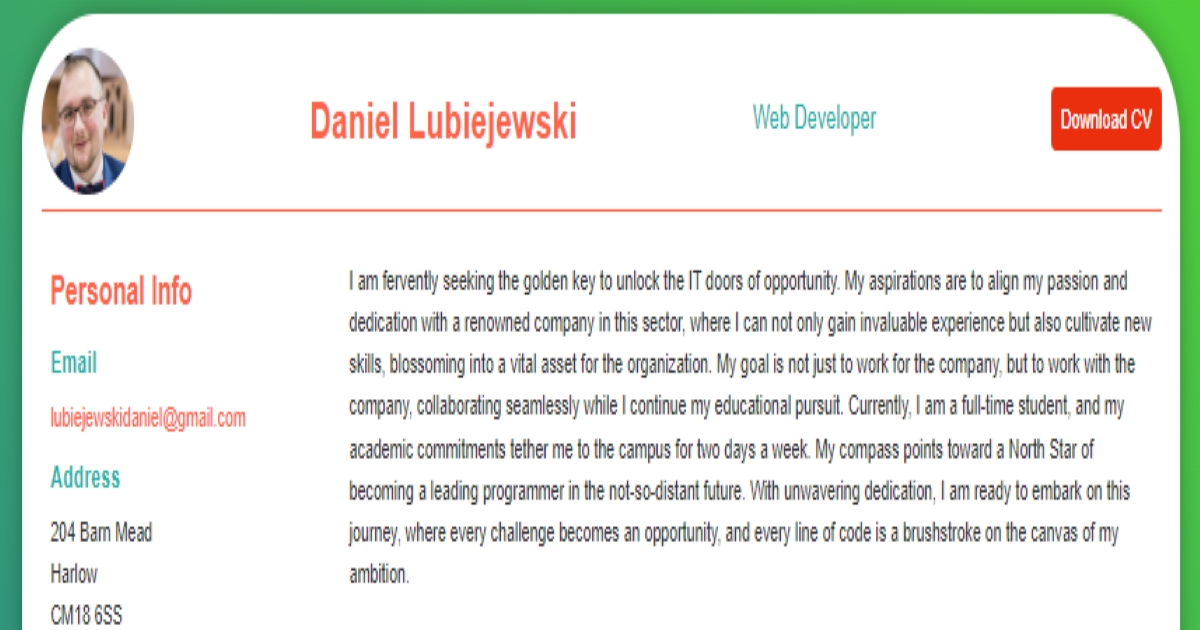 Daniel Lubiejewski
Web Developer
Download CV
Personal Info
Email
lubiejewskidaniel@gmail.com
Address
204 Barn Mead
Harlow
CM18 6SS
I am fervently seeking the golden key to unlock the IT doors of opportunity. My aspirations are to align my passion and
dedication with a renowned company in this sector, where I can not only gain invaluable experience but also cultivate new
skills, blossoming into a vital asset for the organization. My goal is not just to work for the company, but to work with the
company, collaborating seamlessly while I continue my educational pursuit. Currently, I am a full-time student, and my
academic commitments tether me to the campus for two days a week. My compass points toward a North Star of
becoming a leading programmer in the not-so-distant future. With unwavering dedication, I am ready to embark on this
journey, where every challenge becomes an opportunity, and every line of code is a brushstroke on the canvas of my
ambition.